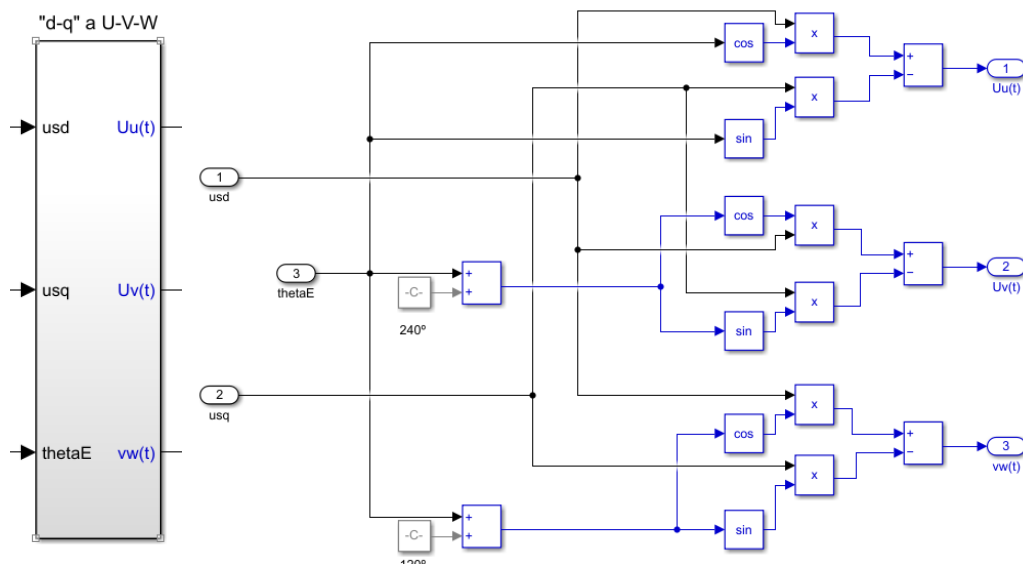 "d-q" a U-V-W
usd
usq
thetaE
Uu(t)
Uv(t)
vw(t)
1
usd
3
thetaE
2
usq
-C-
240º
-C-
120º
+
+
+
+
cos
sin
x
x
+
−
1
Uu(t)
cos
sin
x
x
+
−
2
Uv(t)
cos
sin
x
x
+
−
3
vw(t)